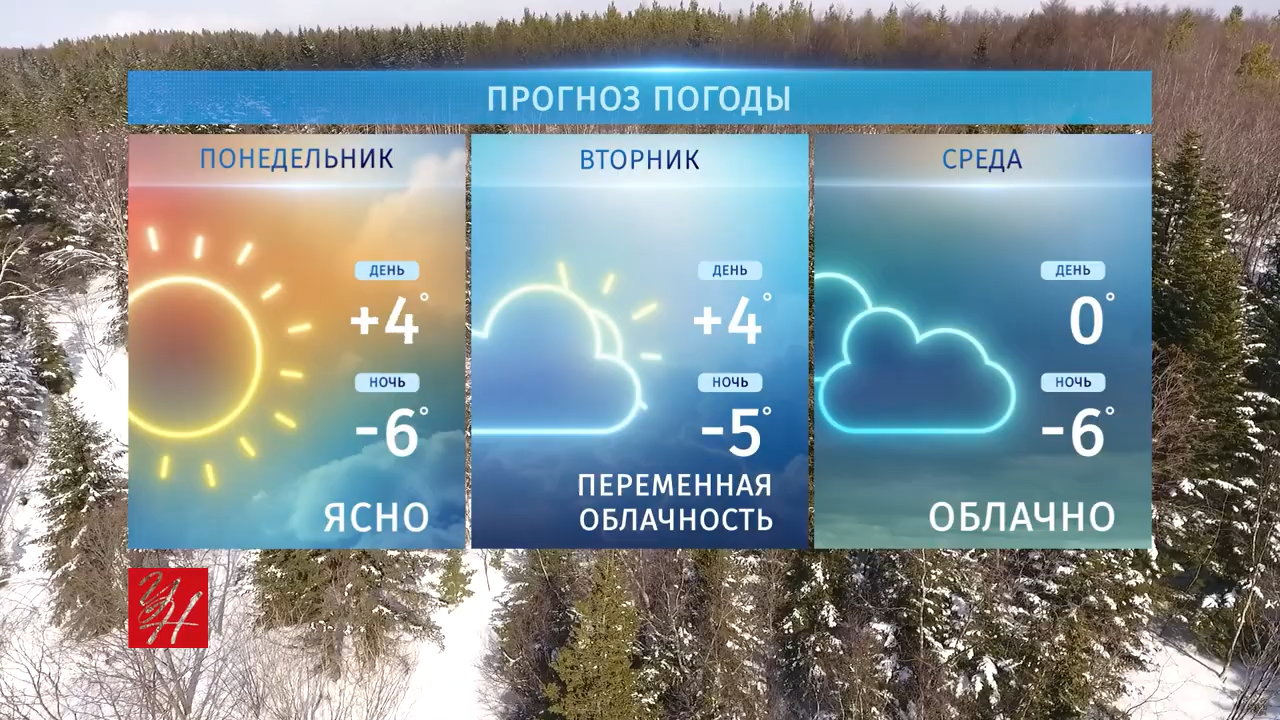 ПРОГНОЗ ПОГОДЫ
ПОНЕДЕЛЬНИК
ДЕНЬ
+4°
НОЧЬ
-6°
ЯСНО
ВТОРНИК
ДЕНЬ
+4°
НОЧЬ
-5°
ПЕРЕМЕННАЯ
ОБЛАЧНОСТЬ
СРЕДА
ДЕНЬ
0°
НОЧЬ
-6°
ОБЛАЧНО
УН